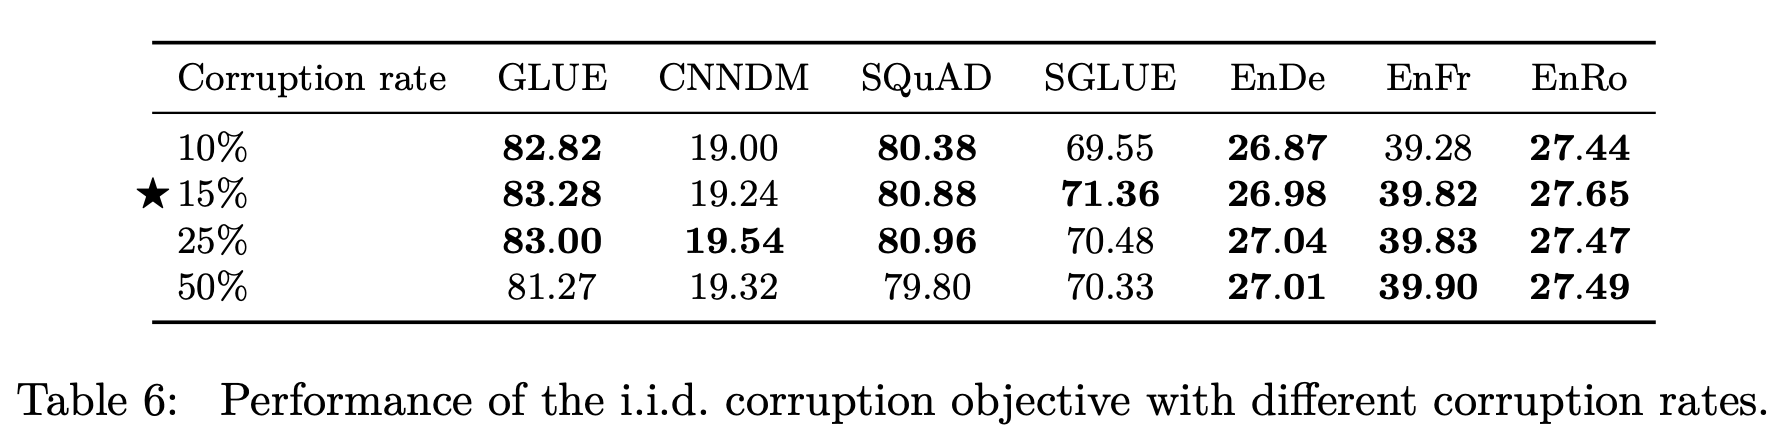 Corruption rate GLUE CNNDM SQuAD SGLUE EnDe EnFr EnRo
10% 82.82 19.00 80.38 69.55 26.87 39.28 27.44
★ 15% 83.28 19.24 80.88 71.36 26.98 39.82 27.65
25% 83.00 19.54 80.96 70.48 27.04 39.83 27.47
50% 81.27 19.32 79.80 70.33 27.01 39.90 27.49
Table 6: Performance of the i.i.d. corruption objective with different corruption rates.